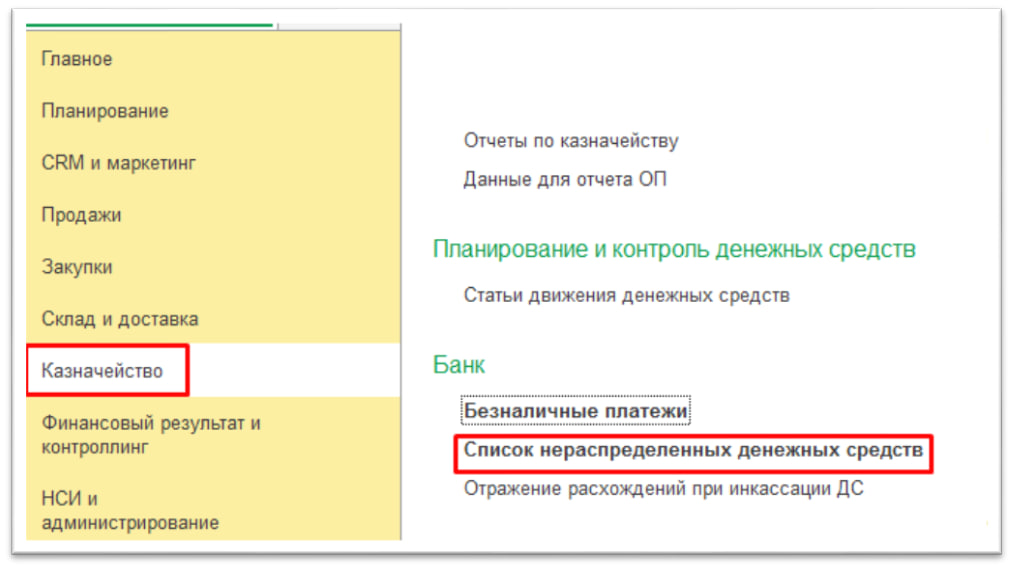 Главное
Планирование
CRM и маркетинг
Продажи
Закупки
Склад и доставка
Казначейство
Финансовый результат и
контроллинг
НСИ и
администрирование
Отчеты по казначейству
Данные для отчета ОП
Планирование и контроль денежных средств
Статьи движения денежных средств
Банк
Безналичные платежи
Список нераспределенных денежных средств
Отражение расхождений при инкассации ДС